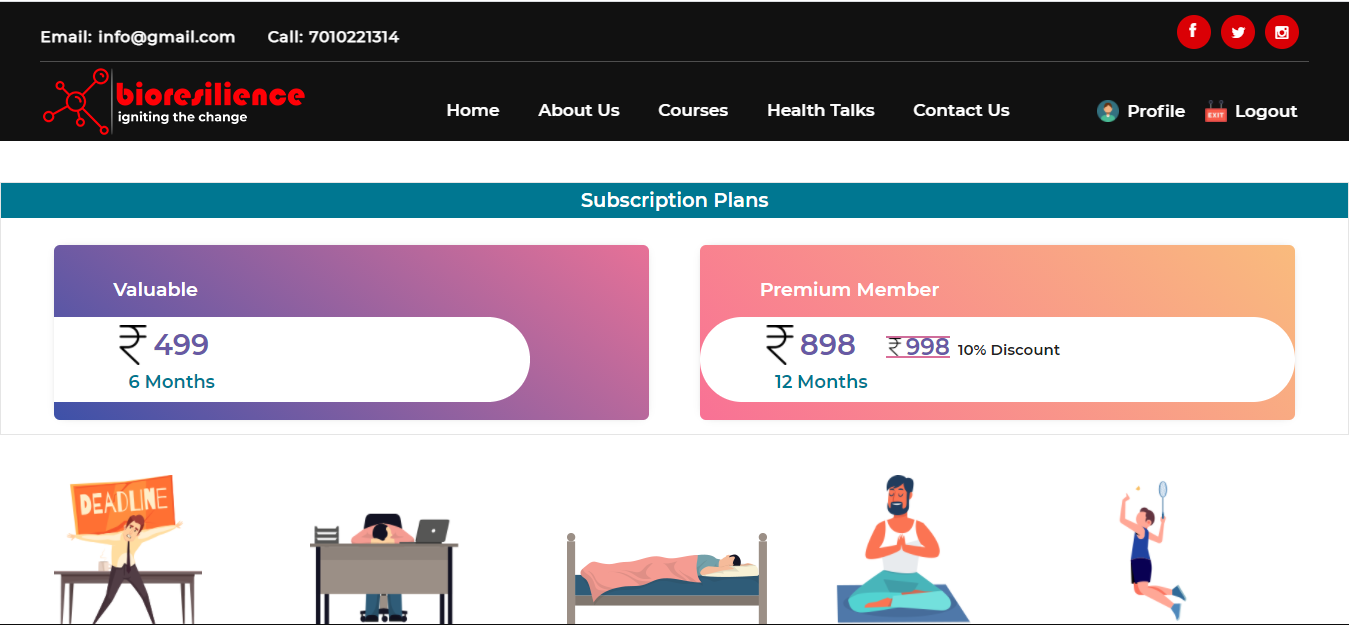 Email: info@gmail.com Call: 7010221314
bioresilience
igniting the change
Home About Us Courses Health Talks Contact Us EXIT Profile Logout
Subscription Plans
Valuable
₹ 499
6 Months
Premium Member
₹ 898 ₹ 998 10% Discount
12 Months
DEADLINE